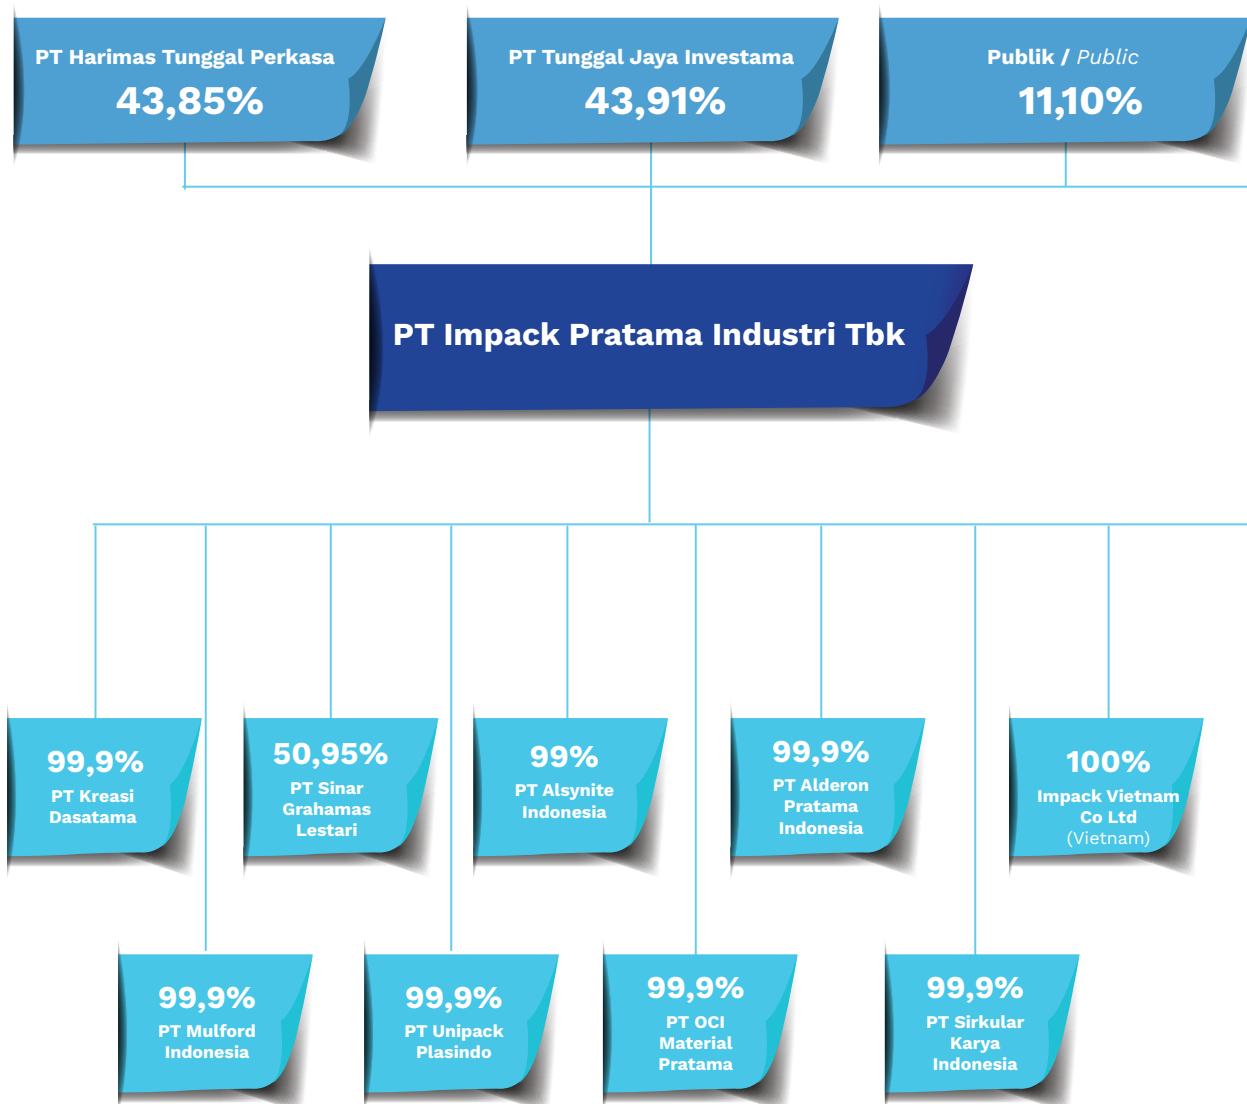 PT Harimas Tunggal Perkasa
43,85%
PT Tunggal Jaya Investama
43,91%
Publik / Public
11,10%
PT Impack Pratama Industri Tbk
99,9%
PT Kreasi
Dasatama
50,95%
PT Sinar
Grahamas
Lestari
99%
PT Alsynite
Indonesia
99,9%
PT Alderon
Pratama
Indonesia
100%
Impack Vietnam
Co Ltd
(Vietnam)
99,9%
PT Mulford
Indonesia
99,9%
PT Unipack
Plasindo
99,9%
PT OCI
Material
Pratama
99,9%
PT Sirkular
Karya
Indonesia